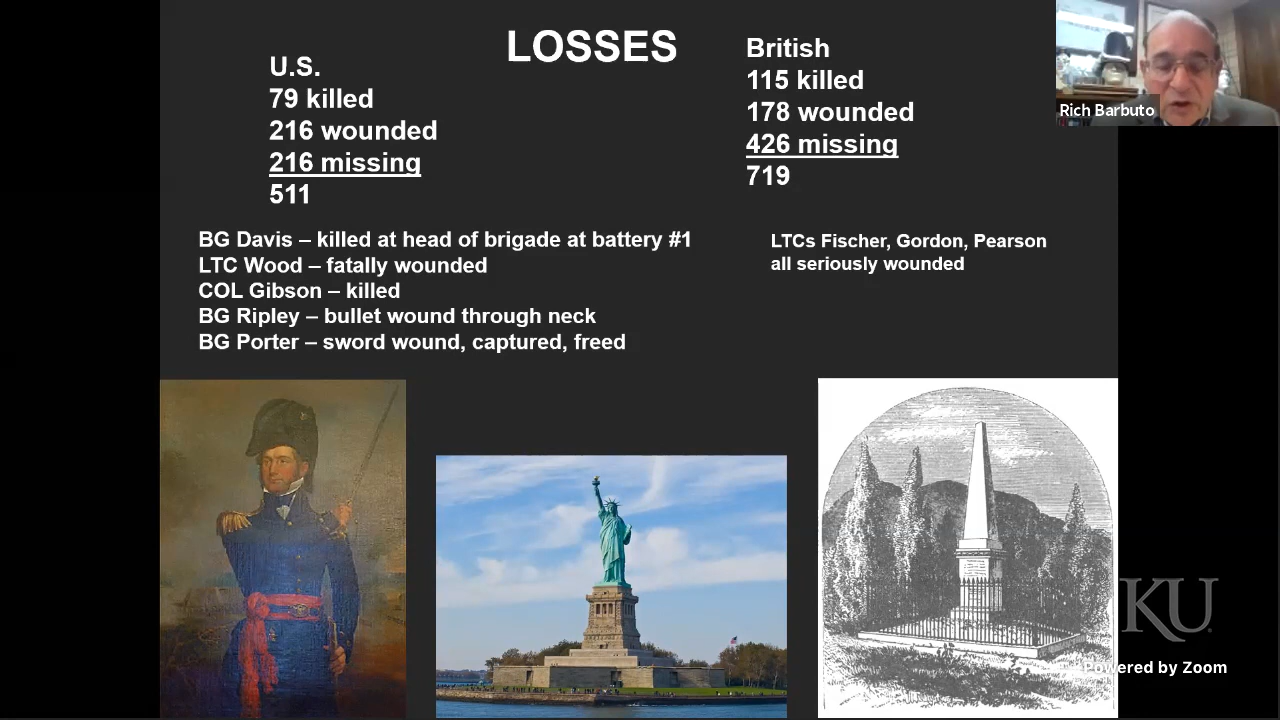 LOSSES
U.S.
79 killed
216 wounded
216 missing
511
British
115 killed
178 wounded
426 missing
719
Rich Barbuto
BG Davis – killed at head of brigade at battery #1
LTC Wood – fatally wounded
COL Gibson – killed
BG Ripley – bullet wound through neck
BG Porter – sword wound, captured, freed
LTCs Fischer, Gordon, Pearson
all seriously wounded
KU
Powered by Zoom